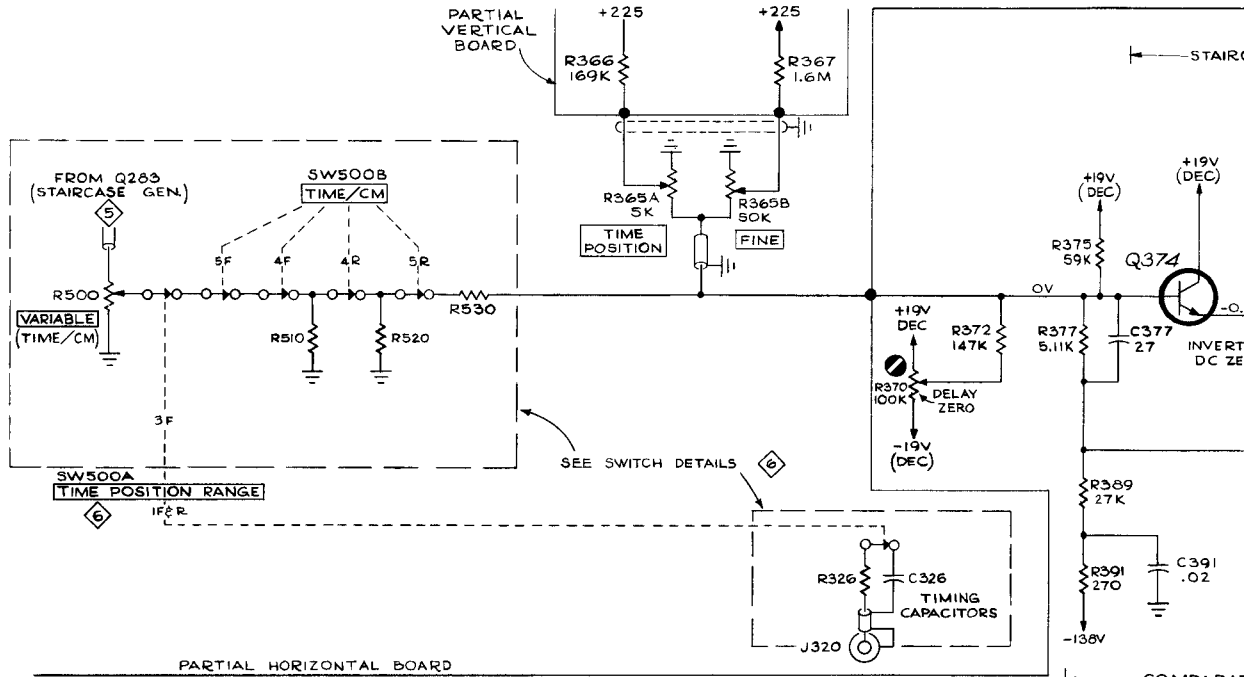 PARTIAL
VERTICAL
BOARD
+225
+225
R366
169K
R367
1.6M
STAIRC
FROM Q283
(STAIRCASE GEN.)
5
SW500B
TIME/CM
5F
4F
4R
5R
R500
VARIABLE
(TIME/CM)
R510
R520
R530
3F
R365A
5K
R365B
50K
TIME
POSITION
FINE
+19V
(DEC)
+19V
(DEC)
R375
59K
Q374
0V
-0.
+19V
DEC
R372
147K
R377
5.11K
C377
27
INVERT
DC ZE
R370
100K
DELAY
ZERO
-19V
(DEC)
SEE SWITCH DETAILS
6
SW500A
TIME POSITION RANGE
6
1F&R
R389
27K
R326
C326
TIMING
CAPACITORS
J320
R391
270
C391
.02
-138V
PARTIAL HORIZONTAL BOARD